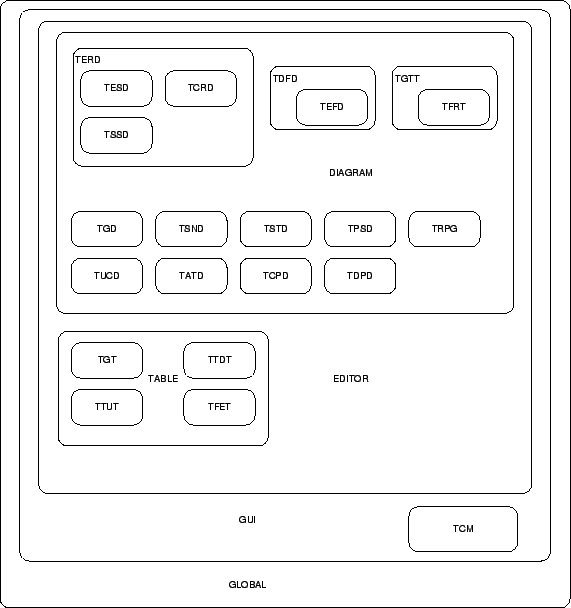 TERD
TESD
TCRD
TSSD
TDFD
TEFD
TGTT
TFRT
DIAGRAM
TGD
TSND
TSTD
TPSD
TRPG
TUCD
TATD
TCPD
TDPD
TGT
TTDT
TABLE
TTUT
TFET
EDITOR
GUI
TCM
GLOBAL